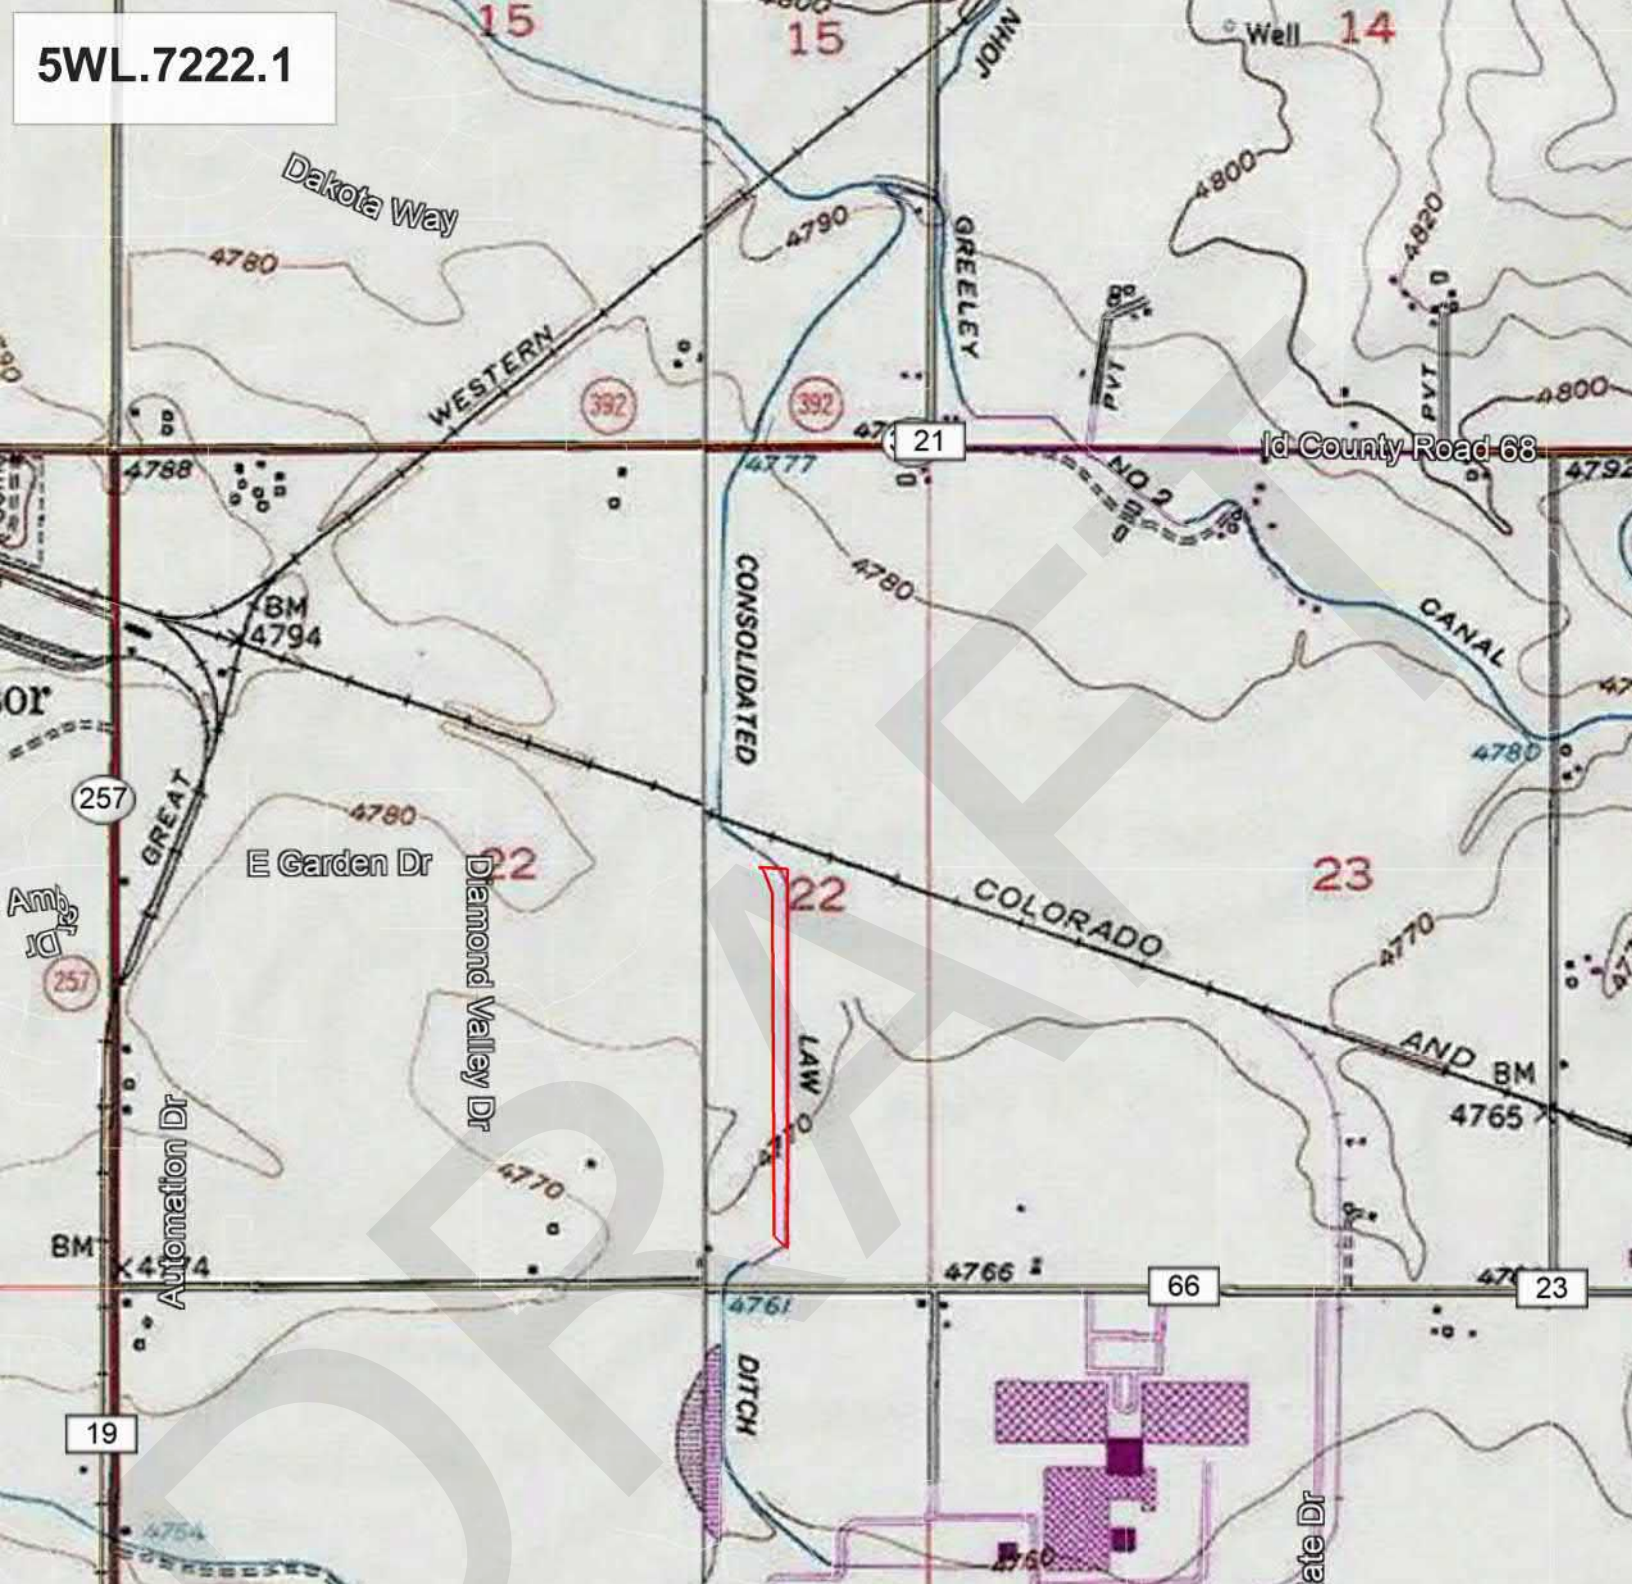 15
15
14
5WL.7222.1
JOHN
Well
Dakota Way
4800
4820
4790
4780
GREELEY
WESTERN
PVT
PVT
392
392
4800
21
ld County Road 68
4788
4777
NO 2
4792
CONSOLIDATED
4780
BM
4794
CANAL
or
4780
257
GREAT
4780
E Garden Dr
22
22
23
Diamond Valley Dr
COLORADO
Amber Dr
257
4770
LAW
AND
BM
4765
Automation Dr
4770
BM
4766
66
23
4761
DITCH
19
4754
4760
ate Dr
DRAFT